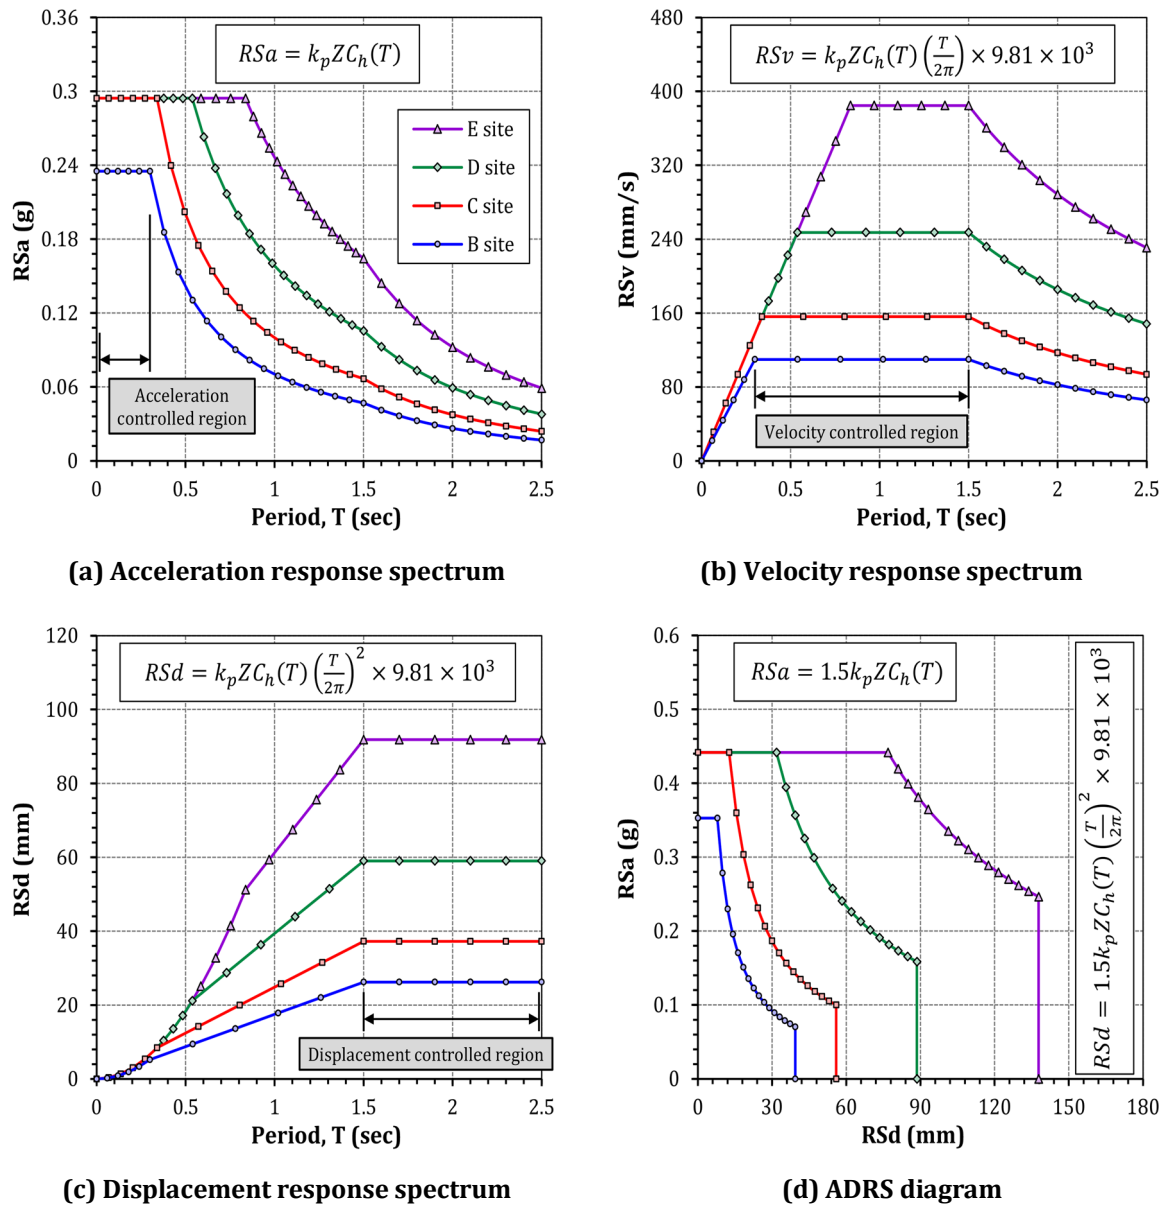 0.36
0.3
0.24
0.18
0.12
0.06
0
RSa (g)
RSa = k_pZC_h(T)
E site
D site
C site
B site
Acceleration
controlled region
0 0.5 1 1.5 2 2.5
Period, T (sec)
(a) Acceleration response spectrum
480
400
320
240
160
80
0
RSv (mm/s)
RSv = k_pZC_h(T) (T/2π) × 9.81 × 10³
Velocity controlled region
0 0.5 1 1.5 2 2.5
Period, T (sec)
(b) Velocity response spectrum
120
100
80
60
40
20
0
RSd (mm)
RSd = k_pZC_h(T) (T/2π)² × 9.81 × 10³
Displacement controlled region
0 0.5 1 1.5 2 2.5
Period, T (sec)
(c) Displacement response spectrum
0.6
0.5
0.4
0.3
0.2
0.1
0
RSa (g)
RSa = 1.5k_pZC_h(T)
RSd = 1.5k_pZC_h(T) (T/2π)² × 9.81 × 10³
0 30 60 90 120 150 180
RSd (mm)
(d) ADRS diagram